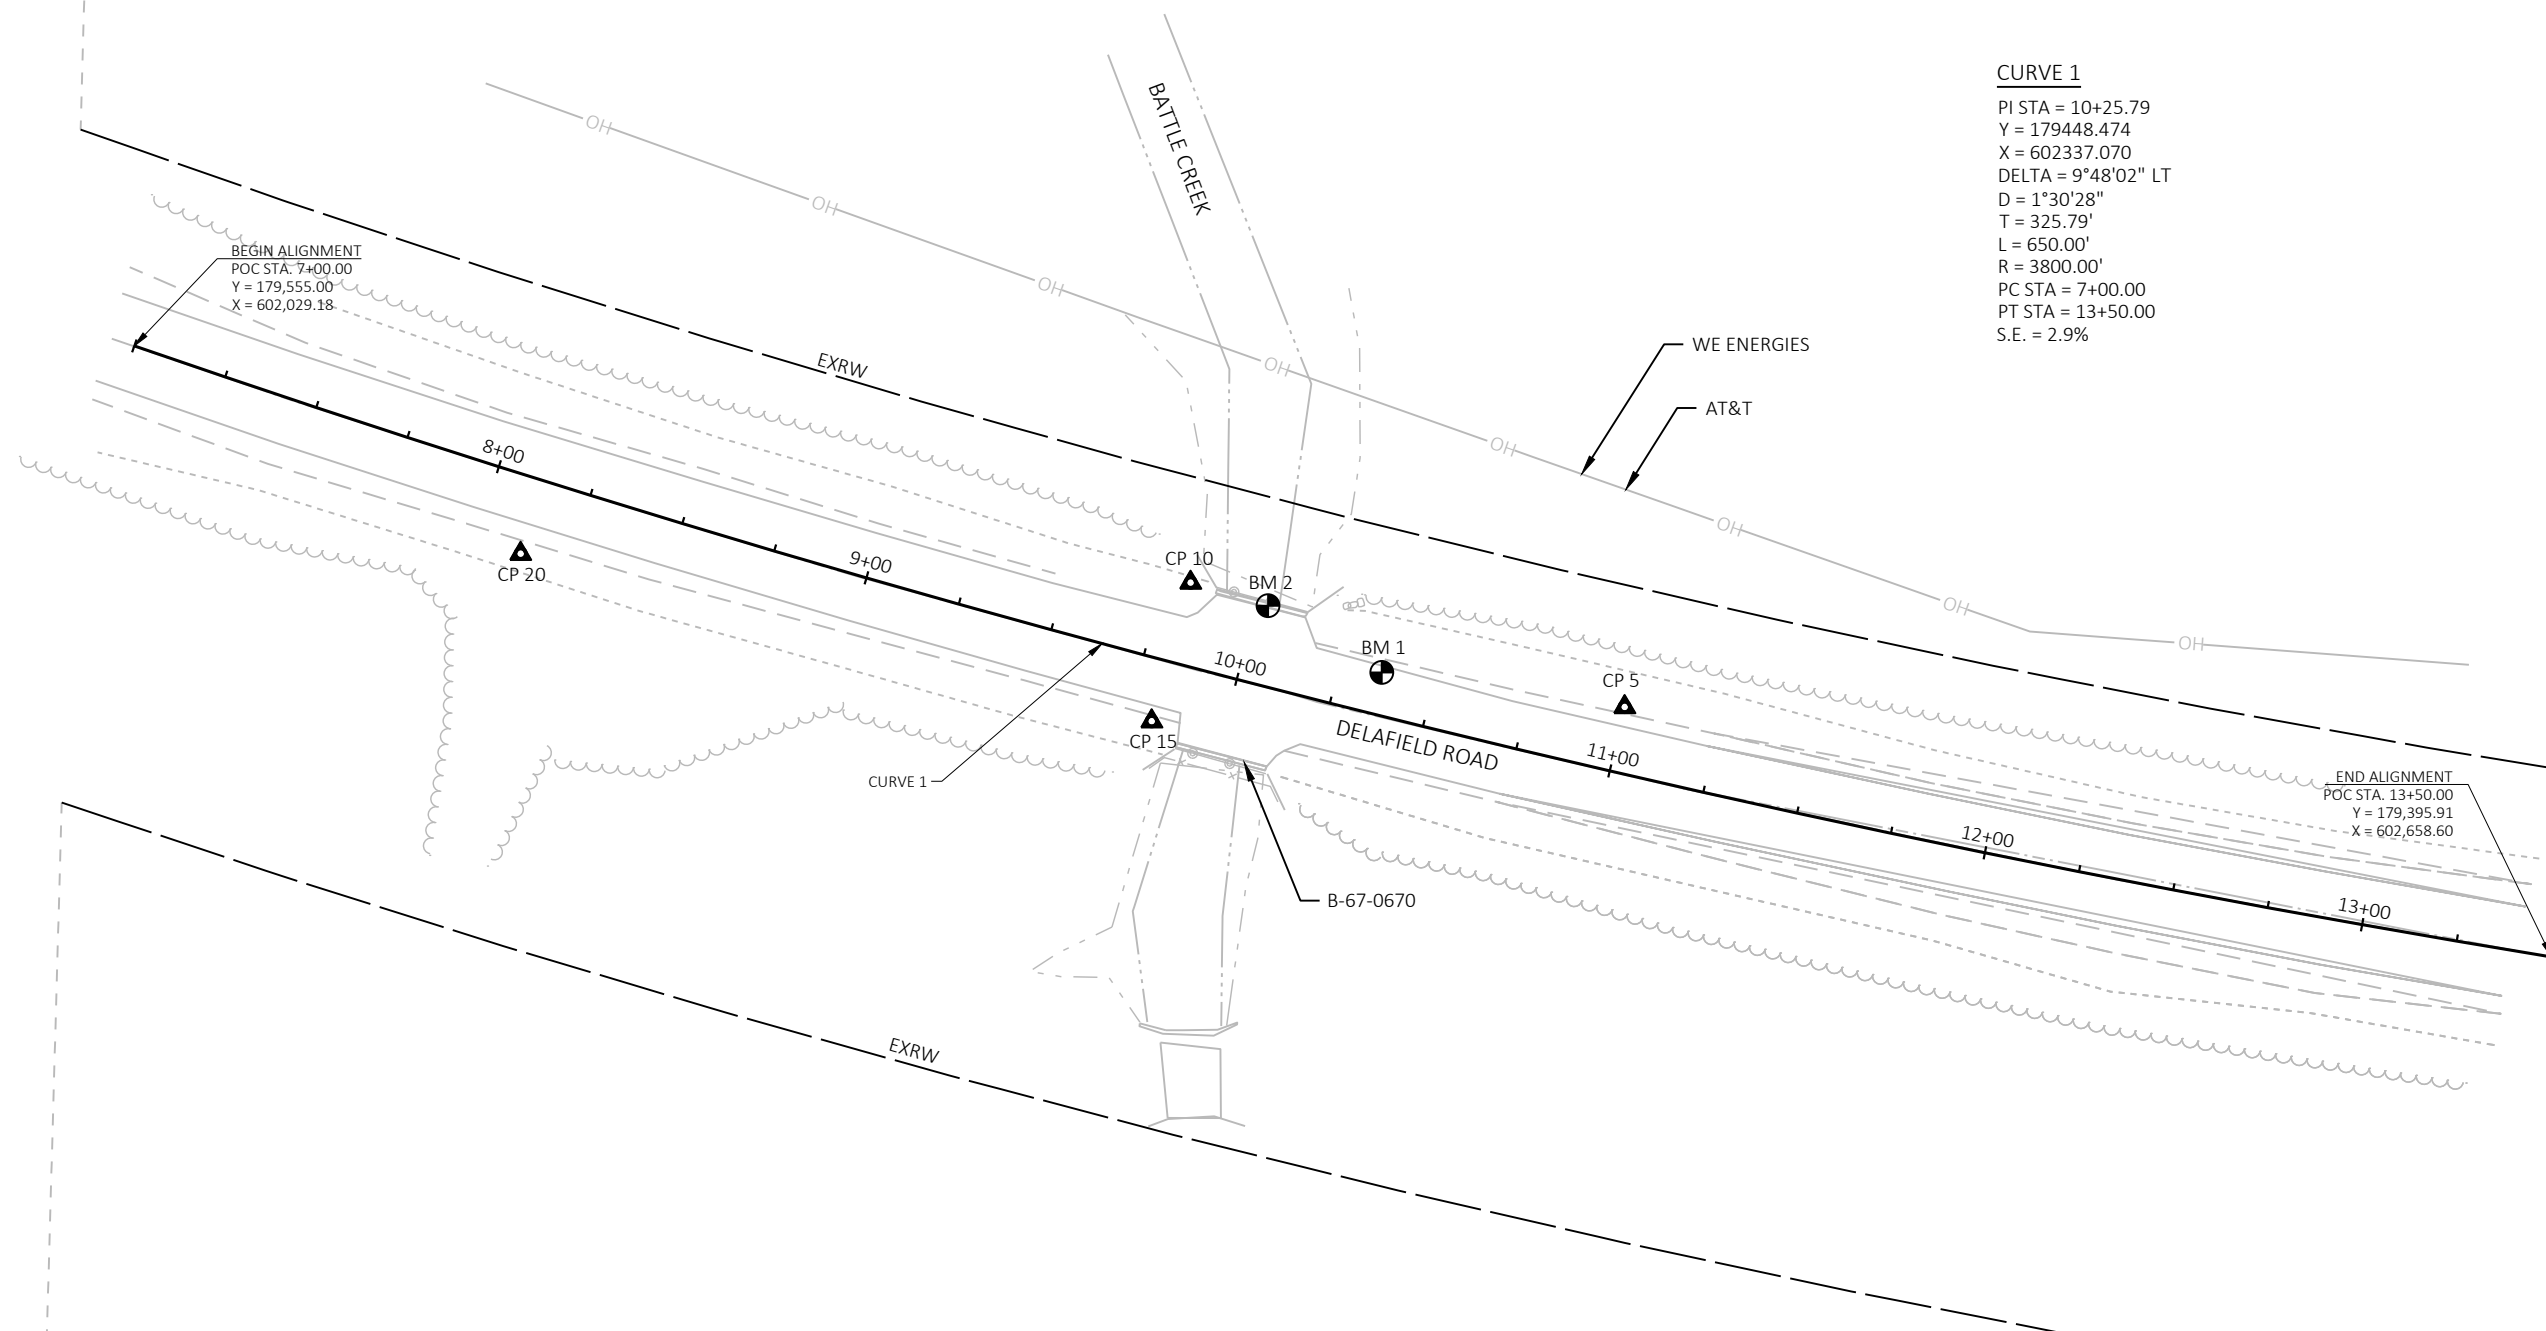 CURVE 1
PI STA = 10+25.79
Y = 179448.474
X = 602337.070
DELTA = 9°48'02" LT
D = 1°30'28"
T = 325.79'
L = 650.00'
R = 3800.00'
PC STA = 7+00.00
PT STA = 13+50.00
S.E. = 2.9%
BATTLE CREEK
OH
OH
OH
OH
OH
OH
OH
OH
BEGIN ALIGNMENT
POC STA. 7+00.00
Y = 179,555.00
X = 602,029.18
WE ENERGIES
AT&T
EXRW
8+00
9+00
CP 20
CP 10
BM 2
BM 1
10+00
CP 5
CP 15
DELAFIELD ROAD
11+00
CURVE 1
END ALIGNMENT
POC STA. 13+50.00
Y = 179,395.91
X = 602,658.60
12+00
B-67-0670
13+00
EXRW